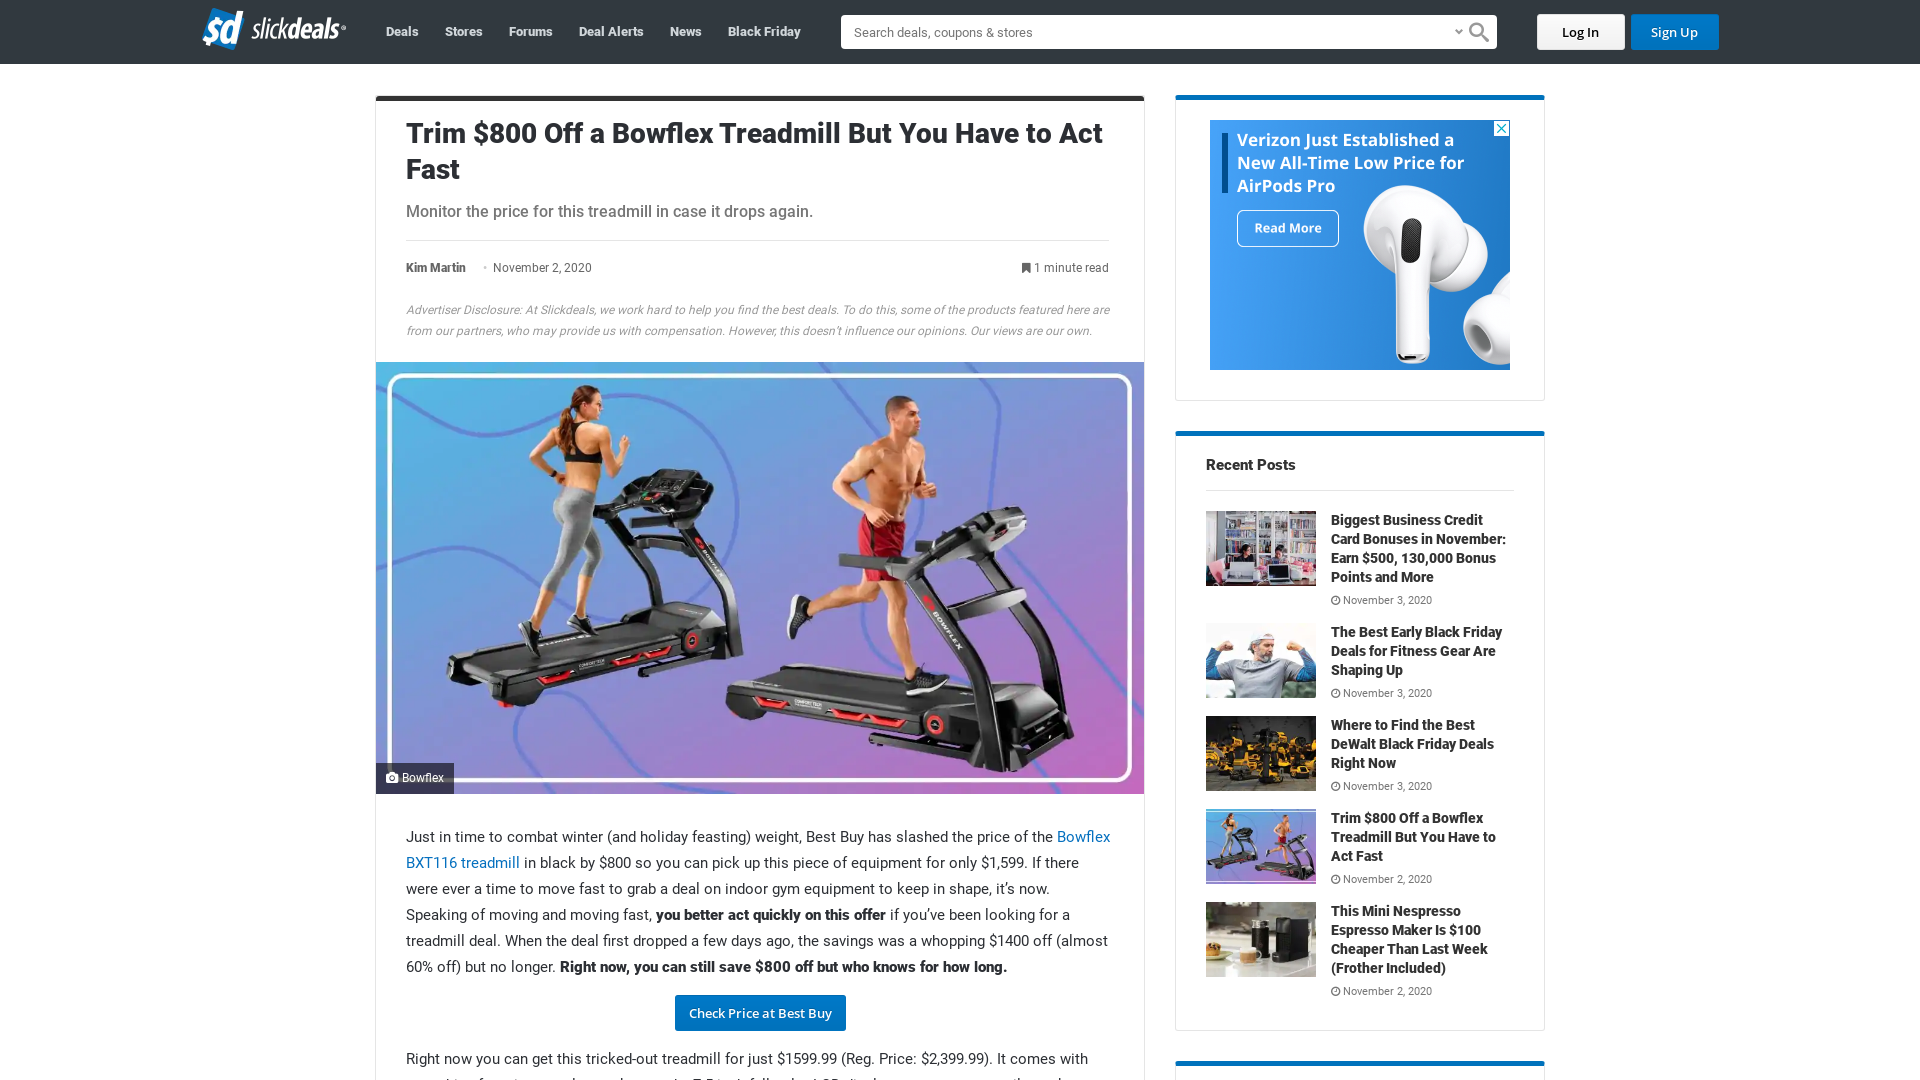 sd slickdeals
Deals Stores Forums Deal Alerts News Black Friday
Search deals, coupons & stores
Log In Sign Up
Trim $800 Off a Bowflex Treadmill But You Have to Act
Fast
Monitor the price for this treadmill in case it drops again.
Kim Martin • November 2, 2020
1 minute read
Advertiser Disclosure: At Slickdeals, we work hard to help you find the best deals. To do this, some of the products featured here are
from our partners, who may provide us with compensation. However, this doesn't influence our opinions. Our views are our own.
BOWFLEX
BOWFLEX
Bowflex
Just in time to combat winter (and holiday feasting) weight, Best Buy has slashed the price of the Bowflex
BXT116 treadmill in black by $800 so you can pick up this piece of equipment for only $1,599. If there
were ever a time to move fast to grab a deal on indoor gym equipment to keep in shape, it’s now.
Speaking of moving and moving fast, you better act quickly on this offer if you’ve been looking for a
treadmill deal. When the deal first dropped a few days ago, the savings was a whopping $1400 off (almost
60% off) but no longer. Right now, you can still save $800 off but who knows for how long.
Check Price at Best Buy
Right now you can get this tricked-out treadmill for just $1599.99 (Reg. Price: $2,399.99). It comes with
Verizon Just Established a
New All-Time Low Price for
AirPods Pro
Read More
Recent Posts
Biggest Business Credit
Card Bonuses in November:
Earn $500, 130,000 Bonus
Points and More
November 3, 2020
The Best Early Black Friday
Deals for Fitness Gear Are
Shaping Up
November 3, 2020
Where to Find the Best
DeWalt Black Friday Deals
Right Now
November 3, 2020
Trim $800 Off a Bowflex
Treadmill But You Have to
Act Fast
November 2, 2020
This Mini Nespresso
Espresso Maker Is $100
Cheaper Than Last Week
(Frother Included)
November 2, 2020